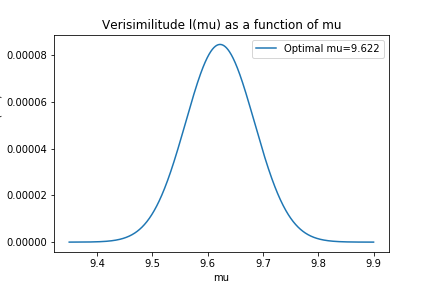 Verisimilitude l(mu) as a function of mu
Optimal mu=9.622
0.00008
0.00006
0.00004
0.00002
0.00000
9.4 9.5 9.6 9.7 9.8 9.9
mu